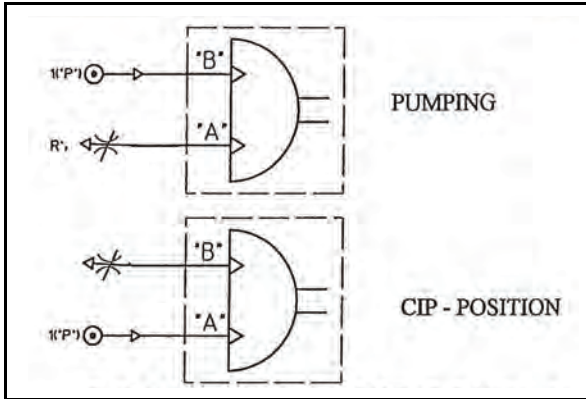 "B"
1("P")
PUMPING
"A"
R",
"B"
CIP - POSITION
"A"
1("P")